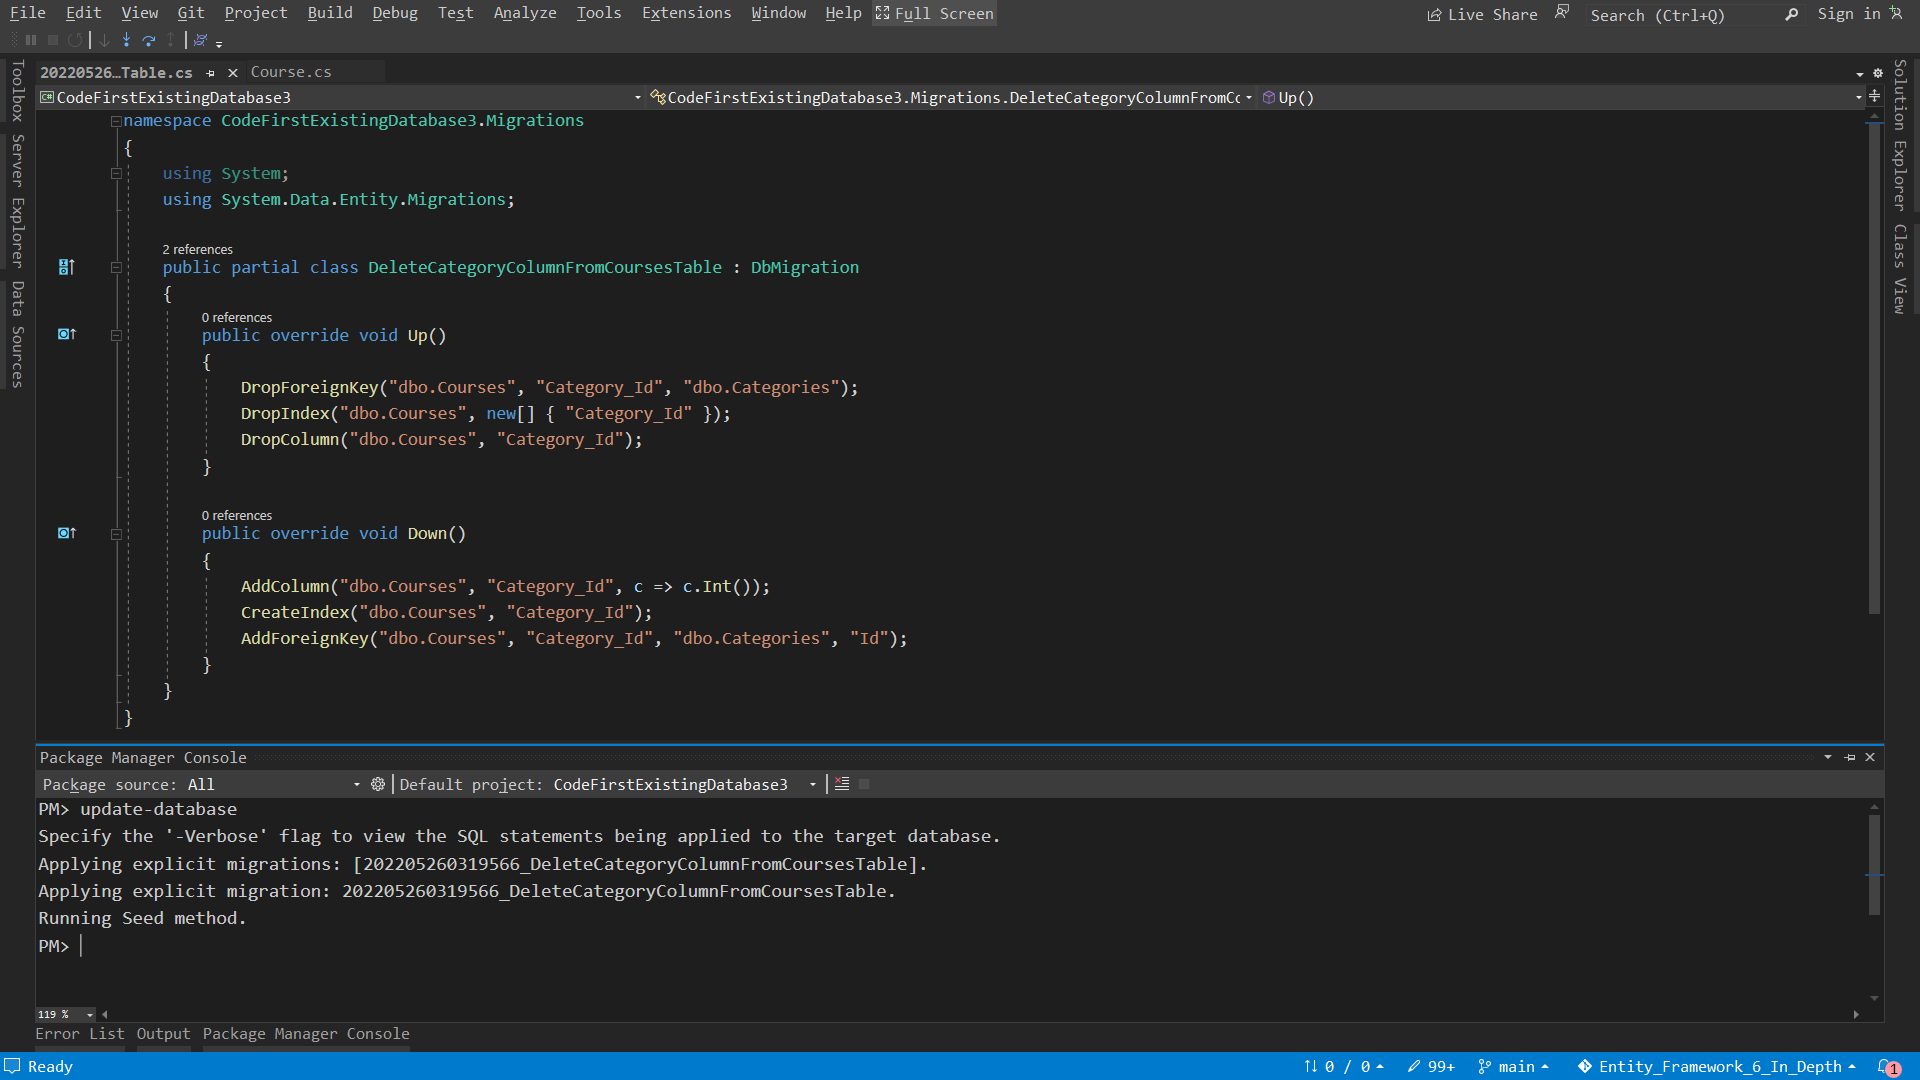 File Edit View Git Project Build Debug Test Analyze Tools Extensions Window Help Full Screen Live Share Search (Ctrl+Q) Sign in
Toolbox
Server Explorer
Data Sources
20220526...Table.cs Course.cs
CodeFirstExistingDatabase3 CodeFirstExistingDatabase3.Migrations.DeleteCategoryColumnFromCo Up()
namespace CodeFirstExistingDatabase3.Migrations
{
using System;
using System.Data.Entity.Migrations;
2 references
public partial class DeleteCategoryColumnFromCoursesTable : DbMigration
{
0 references
public override void Up()
{
DropForeignKey("dbo.Courses", "Category_Id", "dbo.Categories");
DropIndex("dbo.Courses", new[] { "Category_Id" });
DropColumn("dbo.Courses", "Category_Id");
}
0 references
public override void Down()
{
AddColumn("dbo.Courses", "Category_Id", c => c.Int());
CreateIndex("dbo.Courses", "Category_Id");
AddForeignKey("dbo.Courses", "Category_Id", "dbo.Categories", "Id");
}
}
}
Solution Explorer
Class View
Package Manager Console
Package source: All Default project: CodeFirstExistingDatabase3
PM> update-database
Specify the '-Verbose' flag to view the SQL statements being applied to the target database.
Applying explicit migrations: [202205260319566_DeleteCategoryColumnFromCoursesTable].
Applying explicit migration: 202205260319566_DeleteCategoryColumnFromCoursesTable.
Running Seed method.
PM>
119 %
Error List Output Package Manager Console
Ready 0 / 0 99+ main Entity_Framework_6_In_Depth 1